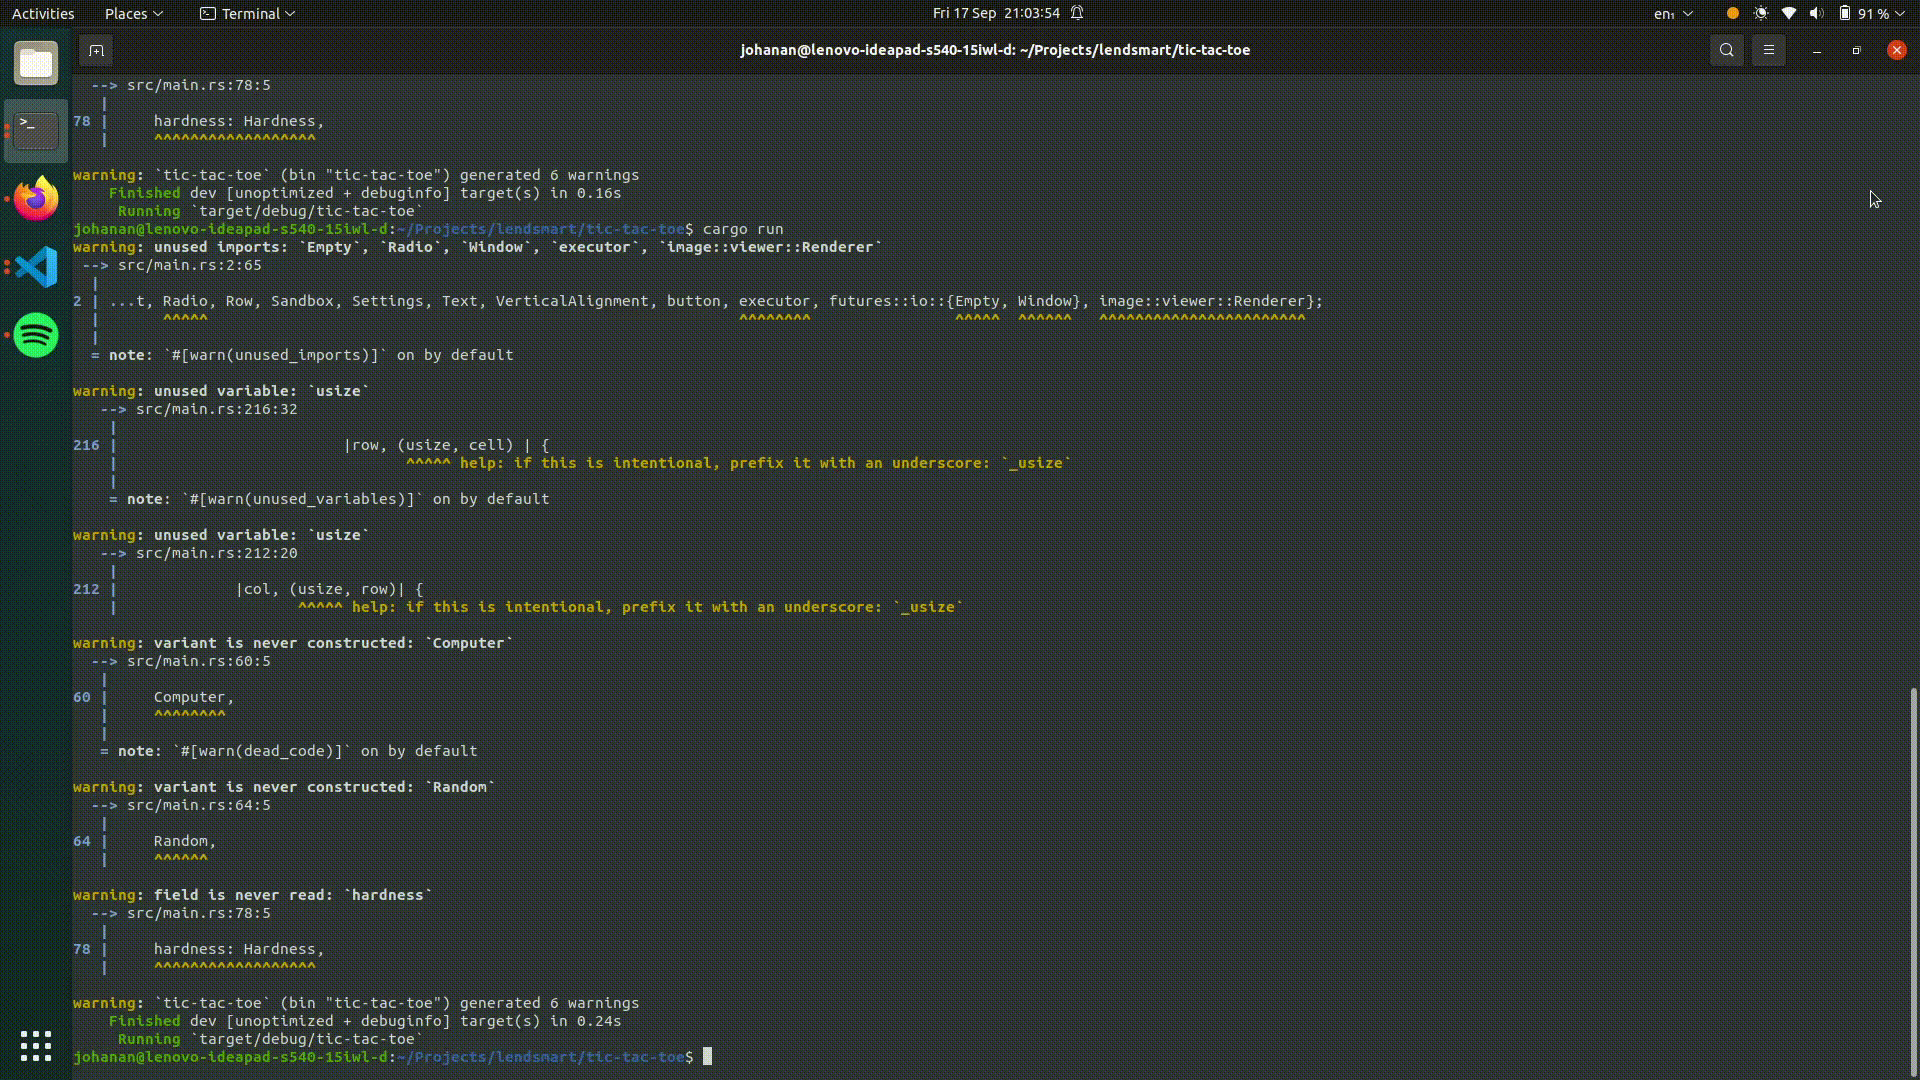 Activities Places Terminal Fri 17 Sep 21:03:54 en₁ 91 %
johanan@lenovo-ideapad-s540-15iwl-d: ~/Projects/lendsmart/tic-tac-toe
--> src/main.rs:78:5
|
78 | hardness: Hardness,
| ^^^^^^^^^^^^^^^^^^
warning: `tic-tac-toe` (bin "tic-tac-toe") generated 6 warnings
Finished dev [unoptimized + debuginfo] target(s) in 0.16s
Running `target/debug/tic-tac-toe`
johanan@lenovo-ideapad-s540-15iwl-d:~/Projects/lendsmart/tic-tac-toe$ cargo run
warning: unused imports: `Empty`, `Radio`, `Window`, `executor`, `image::viewer::Renderer`
--> src/main.rs:2:65
|
2 | ...t, Radio, Row, Sandbox, Settings, Text, VerticalAlignment, button, executor, futures::io::{Empty, Window}, image::viewer::Renderer};
| ^^^^^ ^^^^^^^^ ^^^^^ ^^^^^^ ^^^^^^^^^^^^^^^^^^^^^^^
|
= note: `#[warn(unused_imports)]` on by default
warning: unused variable: `usize`
--> src/main.rs:216:32
|
216 | |row, (usize, cell) | {
| ^^^^^ help: if this is intentional, prefix it with an underscore: `_usize`
|
= note: `#[warn(unused_variables)]` on by default
warning: unused variable: `usize`
--> src/main.rs:212:20
|
212 | |col, (usize, row)| {
| ^^^^^ help: if this is intentional, prefix it with an underscore: `_usize`
warning: variant is never constructed: `Computer`
--> src/main.rs:60:5
|
60 | Computer,
| ^^^^^^^^
|
= note: `#[warn(dead_code)]` on by default
warning: variant is never constructed: `Random`
--> src/main.rs:64:5
|
64 | Random,
| ^^^^^^
warning: field is never read: `hardness`
--> src/main.rs:78:5
|
78 | hardness: Hardness,
| ^^^^^^^^^^^^^^^^^^
warning: `tic-tac-toe` (bin "tic-tac-toe") generated 6 warnings
Finished dev [unoptimized + debuginfo] target(s) in 0.24s
Running `target/debug/tic-tac-toe`
johanan@lenovo-ideapad-s540-15iwl-d:~/Projects/lendsmart/tic-tac-toe$